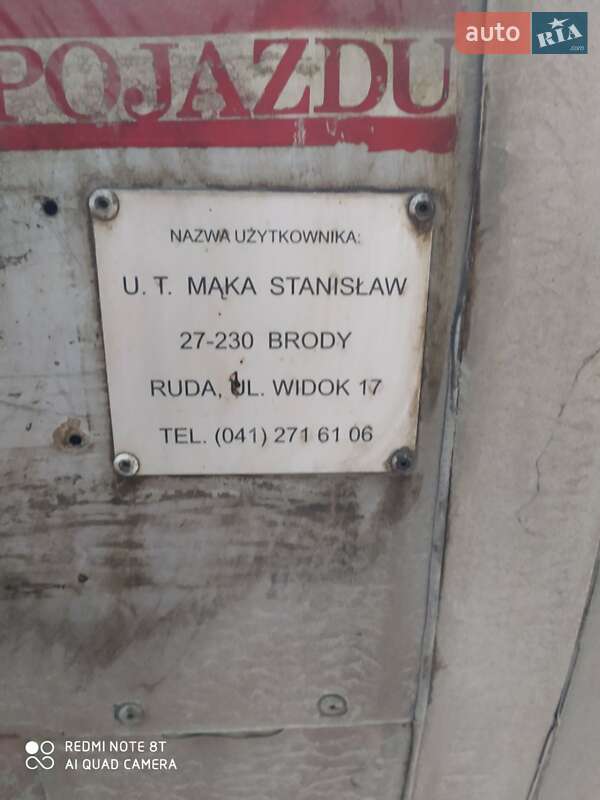 auto RIA .com
POJAZDU
NAZWA UŻYTKOWNIKA:
U. T. MĄKA STANISŁAW
27-230 BRODY
RUDA, UL. WIDOK 17
TEL. (041) 271 61 06
REDMI NOTE 8T
AI QUAD CAMERA